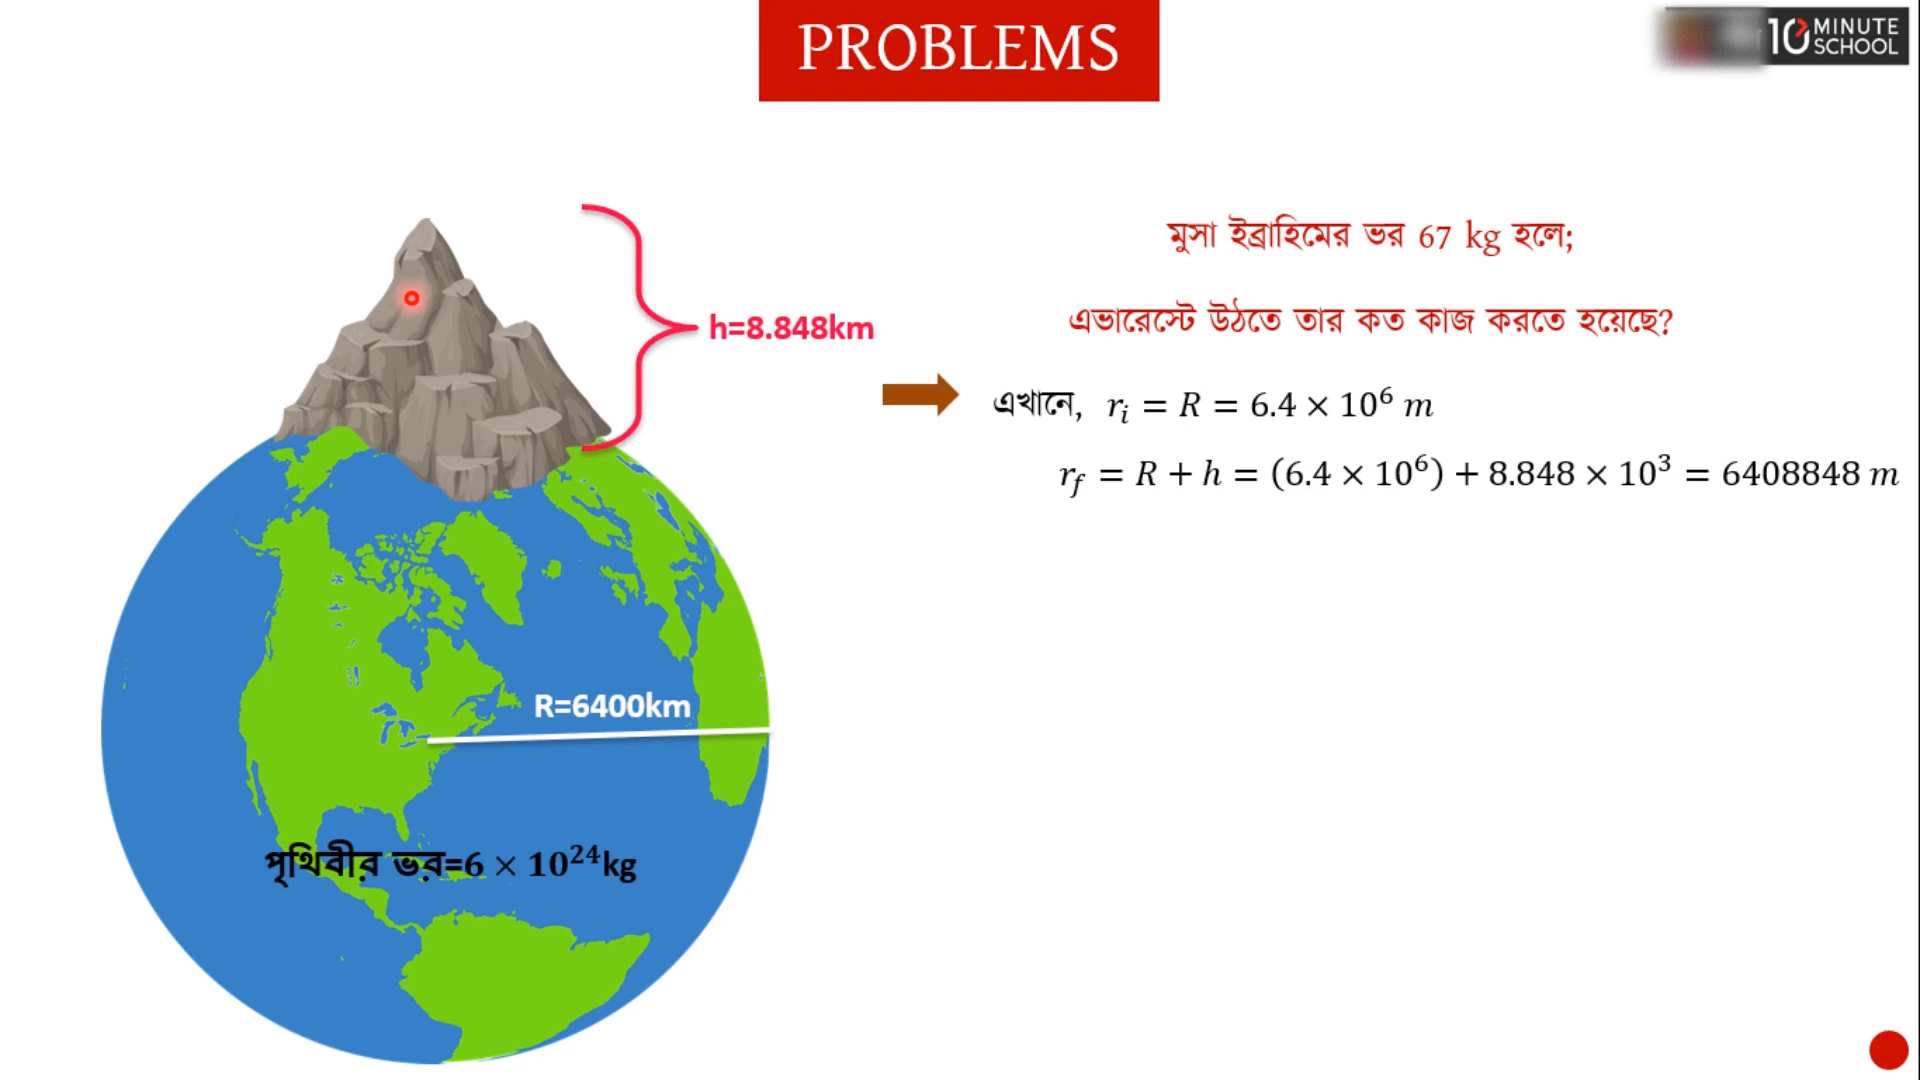 PROBLEMS
10 MINUTE
SCHOOL
মুসা ইব্রাহিমের ভর 67 kg হলে;
এভারেস্টে উঠতে তার কত কাজ করতে হয়েছে?
h=8.848km
এখানে, r_i = R = 6.4 × 10⁶ m
r_f = R + h = (6.4 × 10⁶) + 8.848 × 10³ = 6408848 m
R=6400km
পৃথিবীর ভর=6 × 10²⁴kg